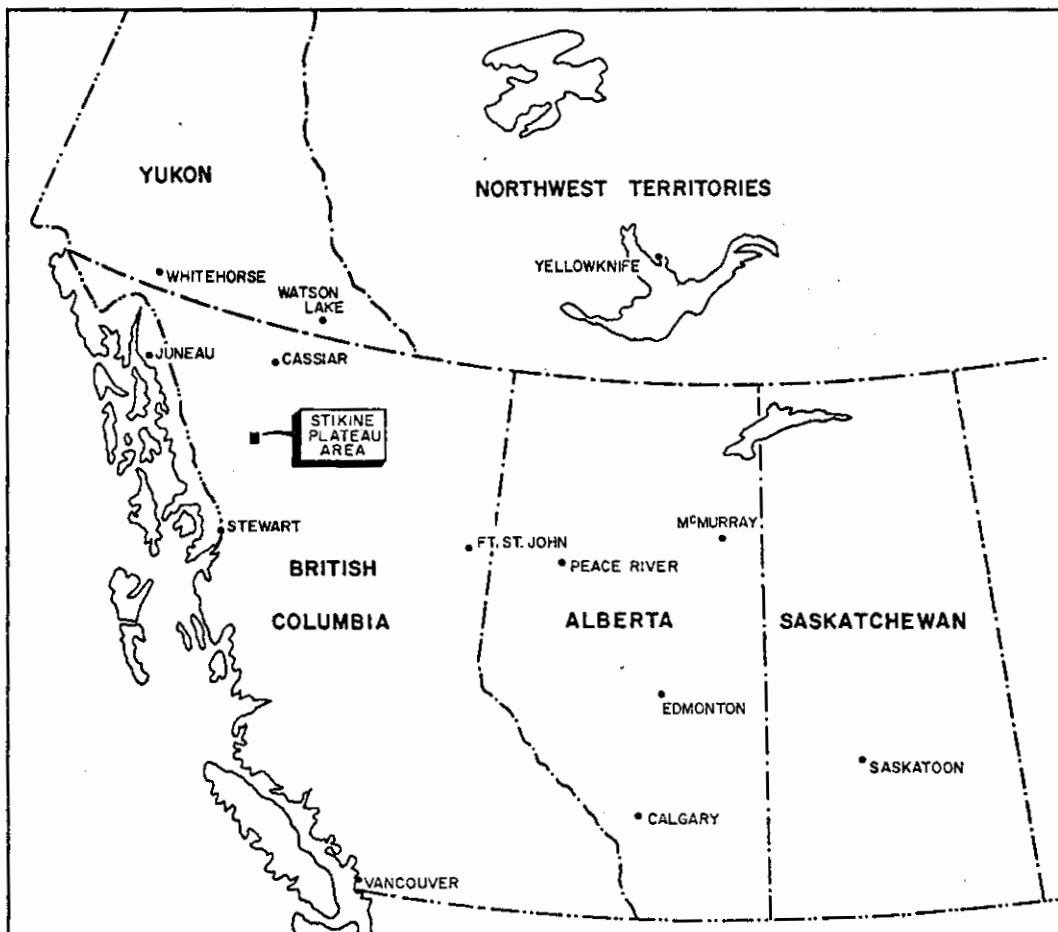 YUKON
NORTHWEST TERRITORIES
YELLOWKNIFE
WHITEHORSE
WATSON
LAKE
JUNEAU
CASSIAR
STIKINE
PLATEAU
AREA
STEWART
McMURRAY
FT. ST. JOHN
PEACE RIVER
BRITISH
COLUMBIA
ALBERTA
SASKATCHEWAN
EDMONTON
SASKATOON
CALGARY
VANCOUVER